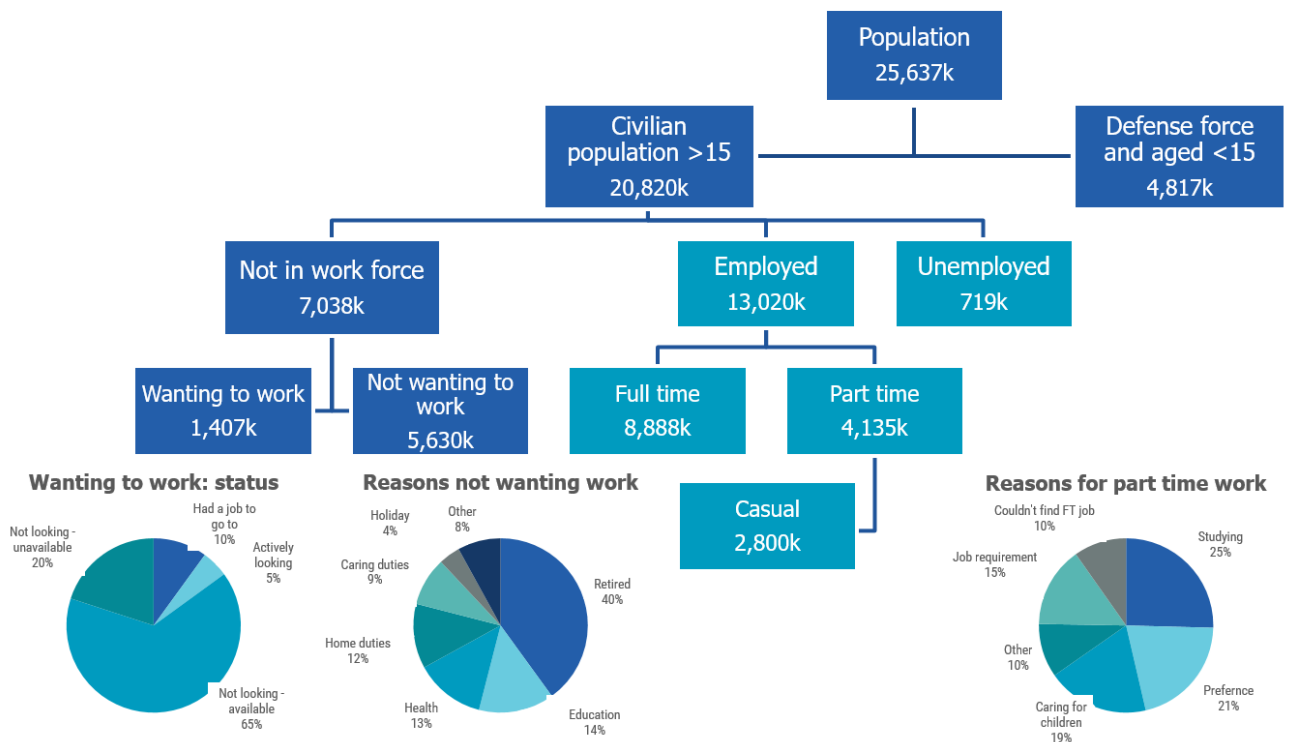 Population
25,637k
Civilian
population >15
20,820k
Defense force
and aged <15
4,817k
Not in work force
7,038k
Employed
13,020k
Unemployed
719k
Wanting to work
1,407k
Not wanting to
work
5,630k
Full time
8,888k
Part time
4,135k
Casual
2,800k
Wanting to work: status
Had a job to
go to
10%
Actively
looking
5%
Not looking -
available
65%
Not looking -
unavailable
20%
Reasons not wanting work
Retired
40%
Education
14%
Health
13%
Home duties
12%
Caring duties
9%
Holiday
4%
Other
8%
Reasons for part time work
Studying
25%
Prefernce
21%
Caring for
children
19%
Other
10%
Job requirement
15%
Couldn't find FT job
10%